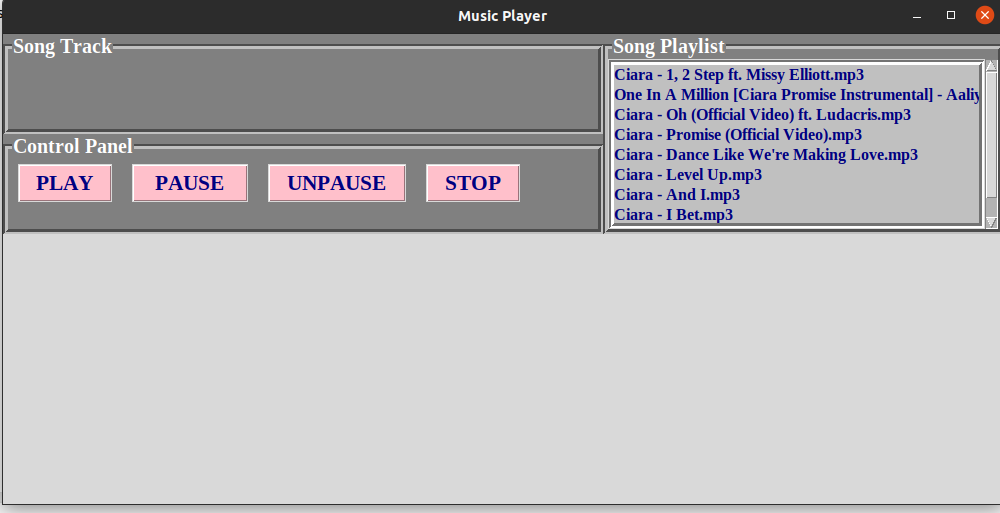 Music Player
Song Track
Song Playlist
Ciara - 1, 2 Step ft. Missy Elliott.mp3
One In A Million [Ciara Promise Instrumental] - Aaliy
Ciara - Oh (Official Video) ft. Ludacris.mp3
Ciara - Promise (Official Video).mp3
Ciara - Dance Like We're Making Love.mp3
Ciara - Level Up.mp3
Ciara - And I.mp3
Ciara - I Bet.mp3
Control Panel
PLAY PAUSE UNPAUSE STOP